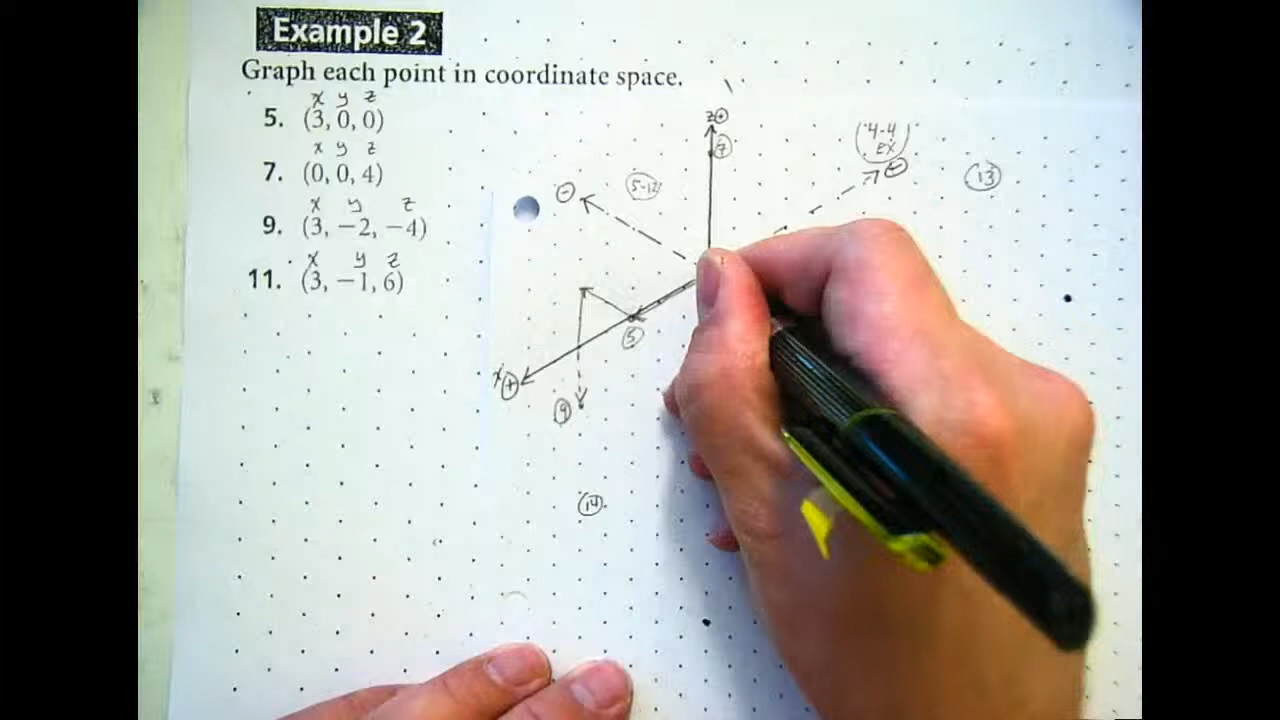 Example 2
Graph each point in coordinate space.
x y z
5. (3, 0, 0)
x y z
7. (0, 0, 4)
x y z
9. (3, −2, −4)
x y z
11. (3, −1, 6)
z +
7
4-4
EX
−
13
−
5-12
5
x +
9
14